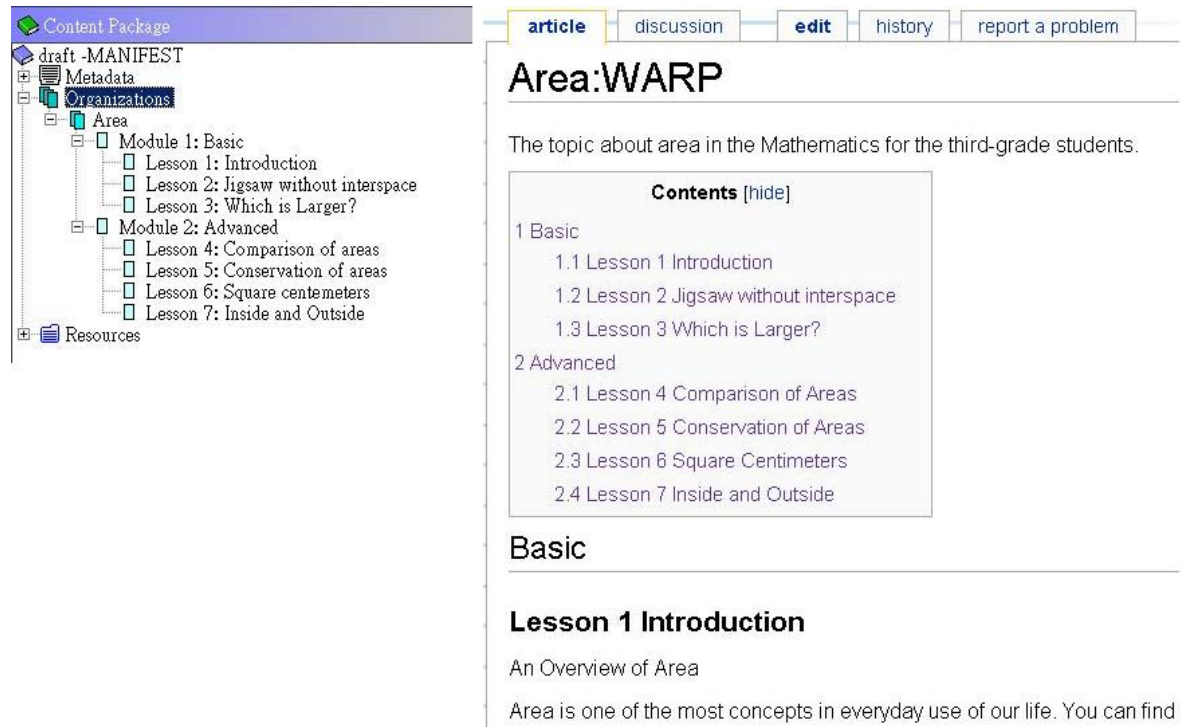 Content Package
draft -MANIFEST
Metadata
Organizations
Area
Module 1: Basic
Lesson 1: Introduction
Lesson 2: Jigsaw without interspace
Lesson 3: Which is Larger?
Module 2: Advanced
Lesson 4: Comparison of areas
Lesson 5: Conservation of areas
Lesson 6: Square centemeters
Lesson 7: Inside and Outside
Resources
article discussion edit history report a problem
Area:WARP
The topic about area in the Mathematics for the third-grade students.
Contents [hide]
1 Basic
1.1 Lesson 1 Introduction
1.2 Lesson 2 Jigsaw without interspace
1.3 Lesson 3 Which is Larger?
2 Advanced
2.1 Lesson 4 Comparison of Areas
2.2 Lesson 5 Conservation of Areas
2.3 Lesson 6 Square Centimeters
2.4 Lesson 7 Inside and Outside
Basic
Lesson 1 Introduction
An Overview of Area
Area is one of the most concepts in everyday use of our life. You can find